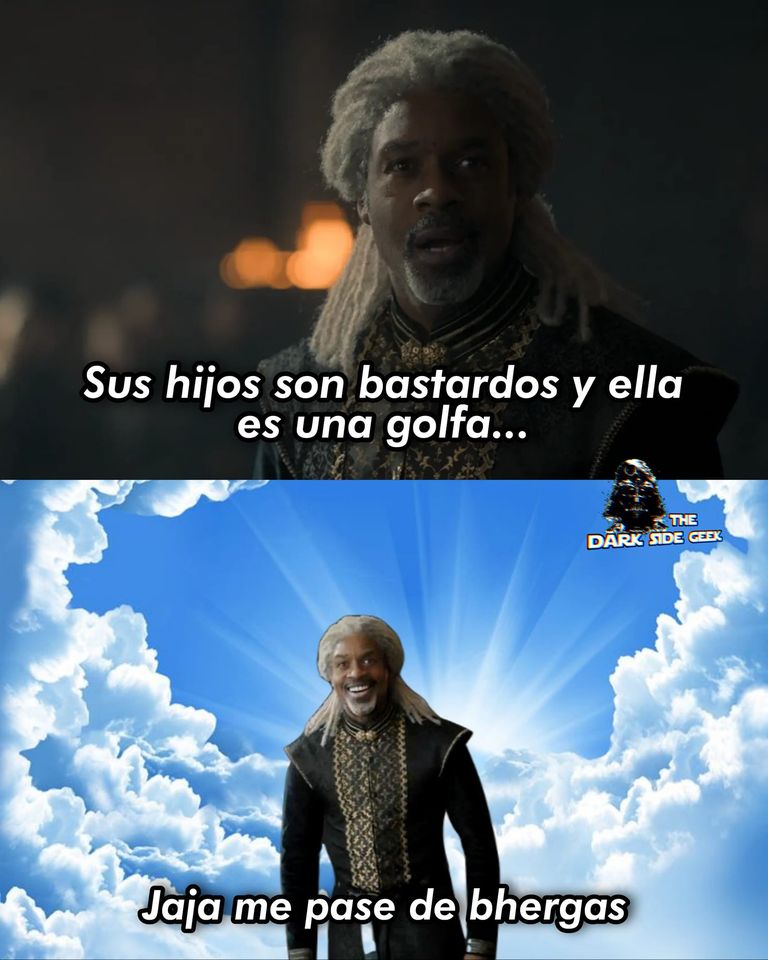 Sus hijos son bastardos y ella
es una golfa...
THE
DARK SIDE GEEK
Jaja me pase de bhergas